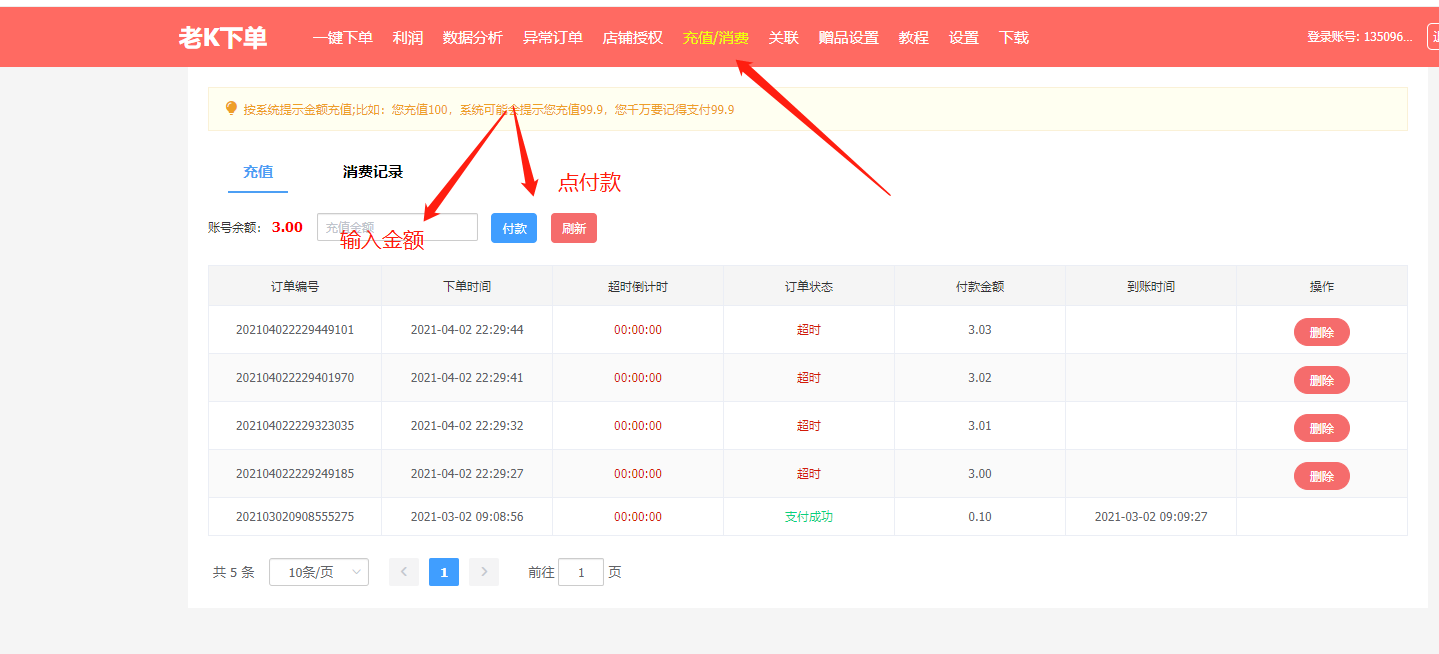 老K下单 一键下单 利润 数据分析 异常订单 店铺授权 充值/消费 关联 赠品设置 教程 设置 下载 登录账号: 135096...
按系统提示金额充值;比如：您充值100，系统可能会提示您充值99.9，您千万要记得支付99.9
充值 消费记录
点付款
账号余额： 3.00 充值金额 付款 刷新
输入金额
订单编号 下单时间 超时倒计时 订单状态 付款金额 到账时间 操作
202104022229449101 2021-04-02 22:29:44 00:00:00 超时 3.03 删除
202104022229401970 2021-04-02 22:29:41 00:00:00 超时 3.02 删除
202104022229323035 2021-04-02 22:29:32 00:00:00 超时 3.01 删除
202104022229249185 2021-04-02 22:29:27 00:00:00 超时 3.00 删除
202103020908555275 2021-03-02 09:08:56 00:00:00 支付成功 0.10 2021-03-02 09:09:27
共 5 条 10条/页 1 前往 1 页